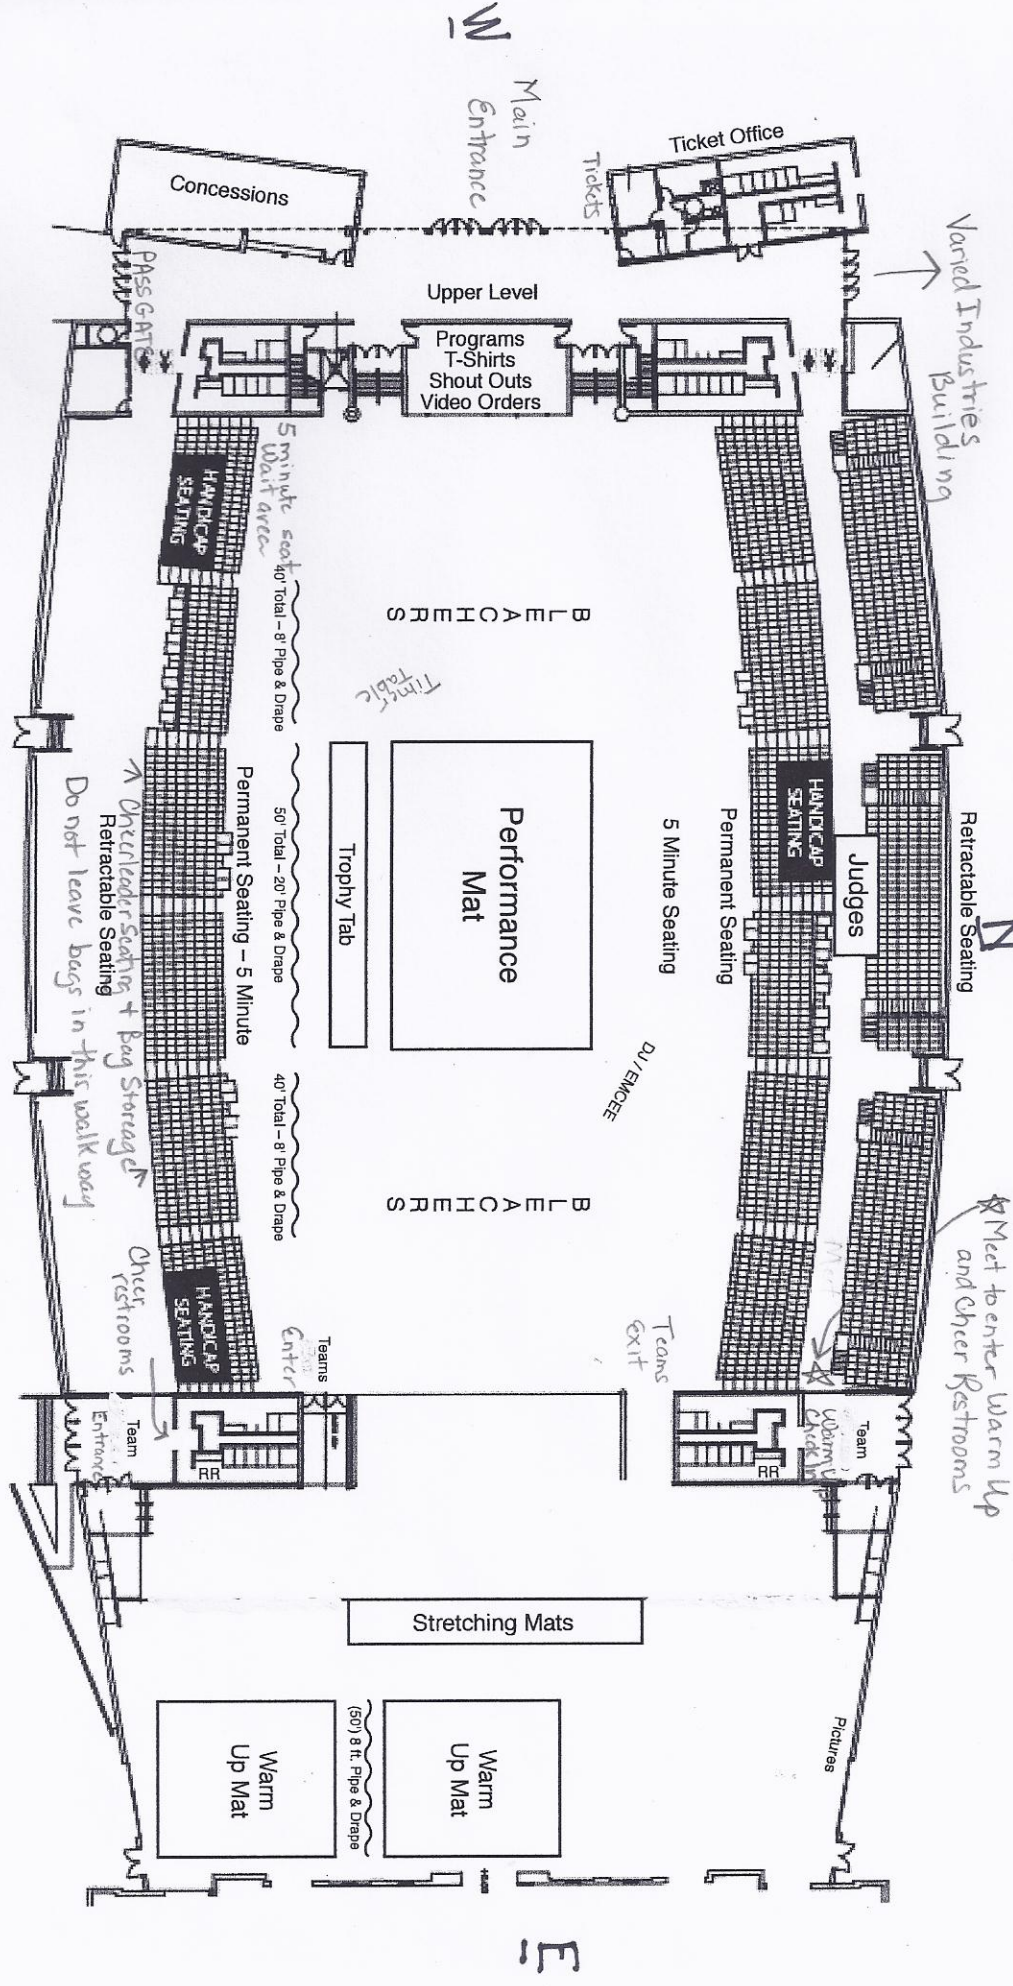 W
Main
Entrance
Ticket Office
Tickets
Concessions
Varied Industries
Building
PASS GATE
Upper Level
Programs
T-Shirts
Shout Outs
Video Orders
5 minute seat
Wait area
HANDICAP
SEATING
40' Total – 8' Pipe & Drape
BLEACHERS
Timer
Table
Permanent Seating – 5 Minute
50' Total – 20' Pipe & Drape
Trophy Tab
Performance
Mat
5 Minute Seating
Permanent Seating
HANDICAP
SEATING
Judges
Retractable Seating
N
Cheerleader Seating + Bag Storeage
Retractable Seating
Do not leave bags in this walkway
DJ / EMCEE
40' Total – 8' Pipe & Drape
BLEACHERS
Meet to enter Warm Up
and Cheer Restrooms
Meet
Cheer
restrooms
HANDICAP
SEATING
Enter
Teams
Teams
Exit
Team
Entrance
RR
RR
Warm Up
Check In
Team
Stretching Mats
Pictures
Warm
Up Mat
(50') 8 ft. Pipe & Drape
Warm
Up Mat
E